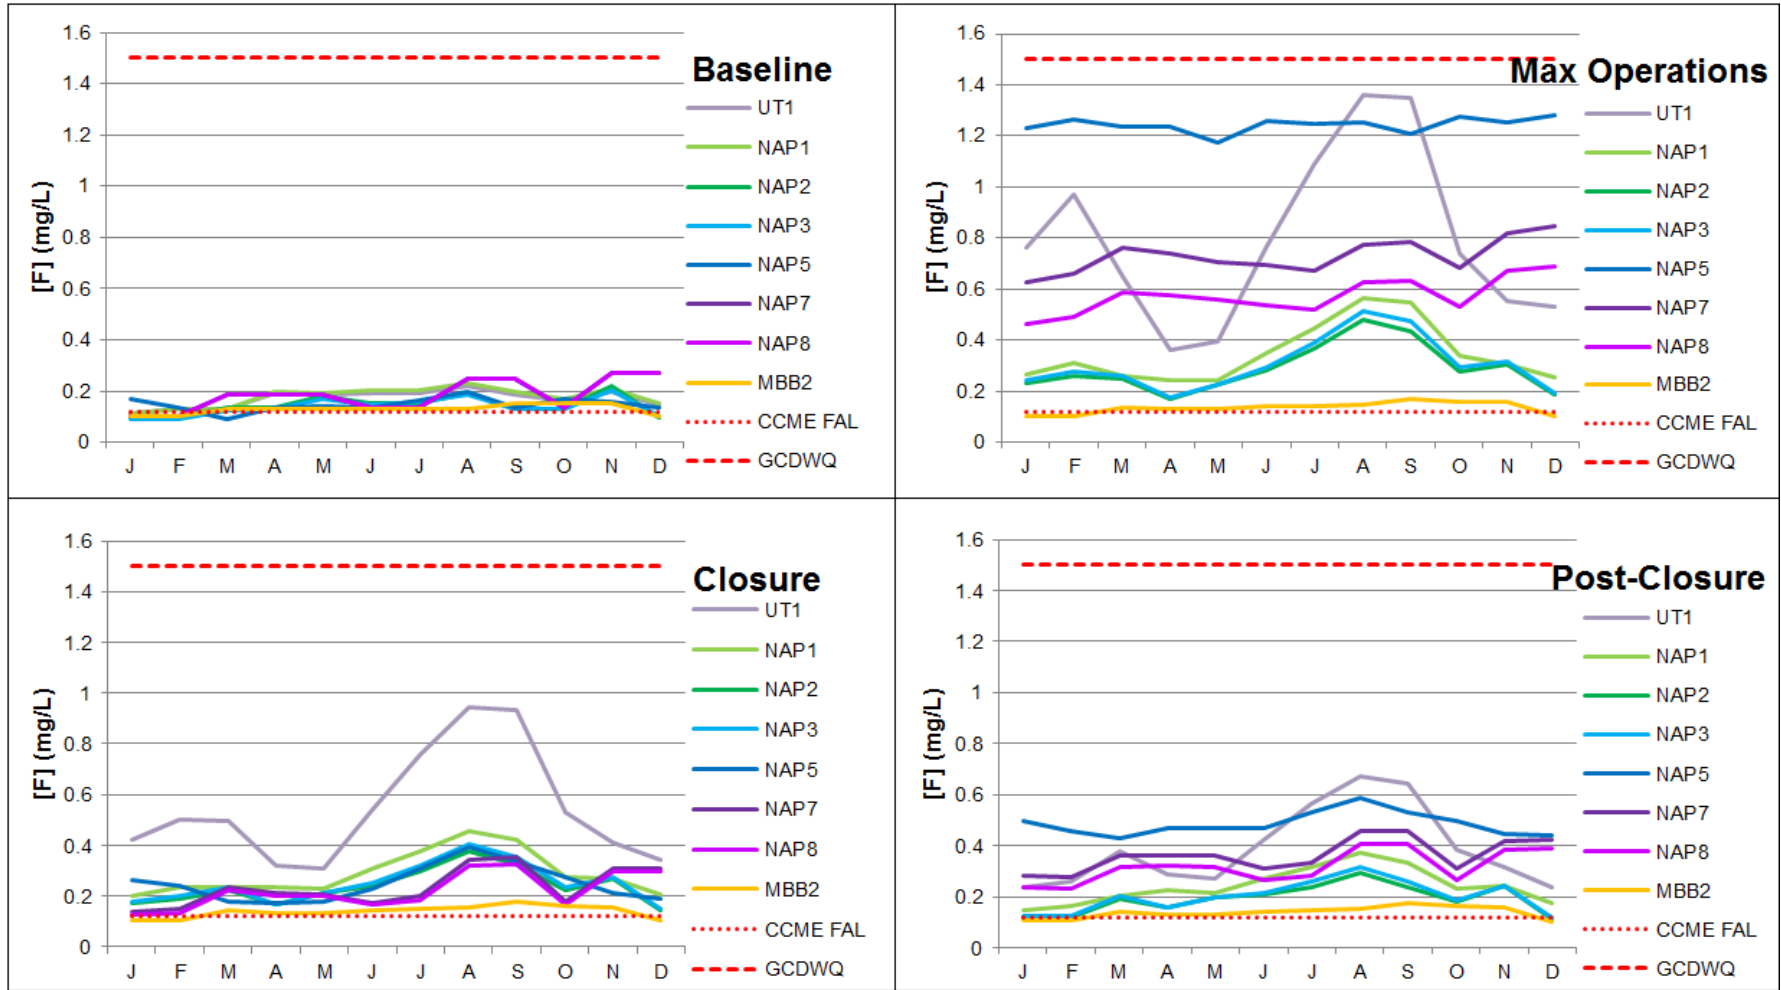 Baseline
[F] (mg/L)
1.6
1.4
1.2
1
0.8
0.6
0.4
0.2
0
J F M A M J J A S O N D
UT1
NAP1
NAP2
NAP3
NAP5
NAP7
NAP8
MBB2
CCME FAL
GCDWQ
Max Operations
[F] (mg/L)
1.6
1.4
1.2
1
0.8
0.6
0.4
0.2
0
J F M A M J J A S O N D
UT1
NAP1
NAP2
NAP3
NAP5
NAP7
NAP8
MBB2
CCME FAL
GCDWQ
Closure
[F] (mg/L)
1.6
1.4
1.2
1
0.8
0.6
0.4
0.2
0
J F M A M J J A S O N D
UT1
NAP1
NAP2
NAP3
NAP5
NAP7
NAP8
MBB2
CCME FAL
GCDWQ
Post-Closure
[F] (mg/L)
1.6
1.4
1.2
1
0.8
0.6
0.4
0.2
0
J F M A M J J A S O N D
UT1
NAP1
NAP2
NAP3
NAP5
NAP7
NAP8
MBB2
CCME FAL
GCDWQ